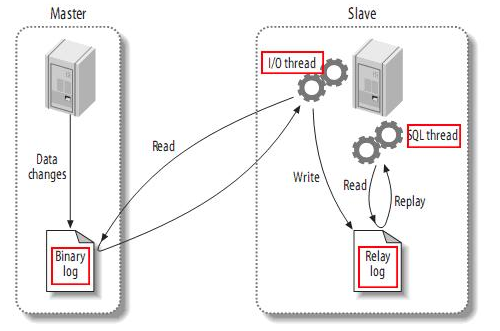 Master
Slave
I/O thread
SQL thread
Data
changes
Read
Write
Read
Replay
Binary
log
Relay
log